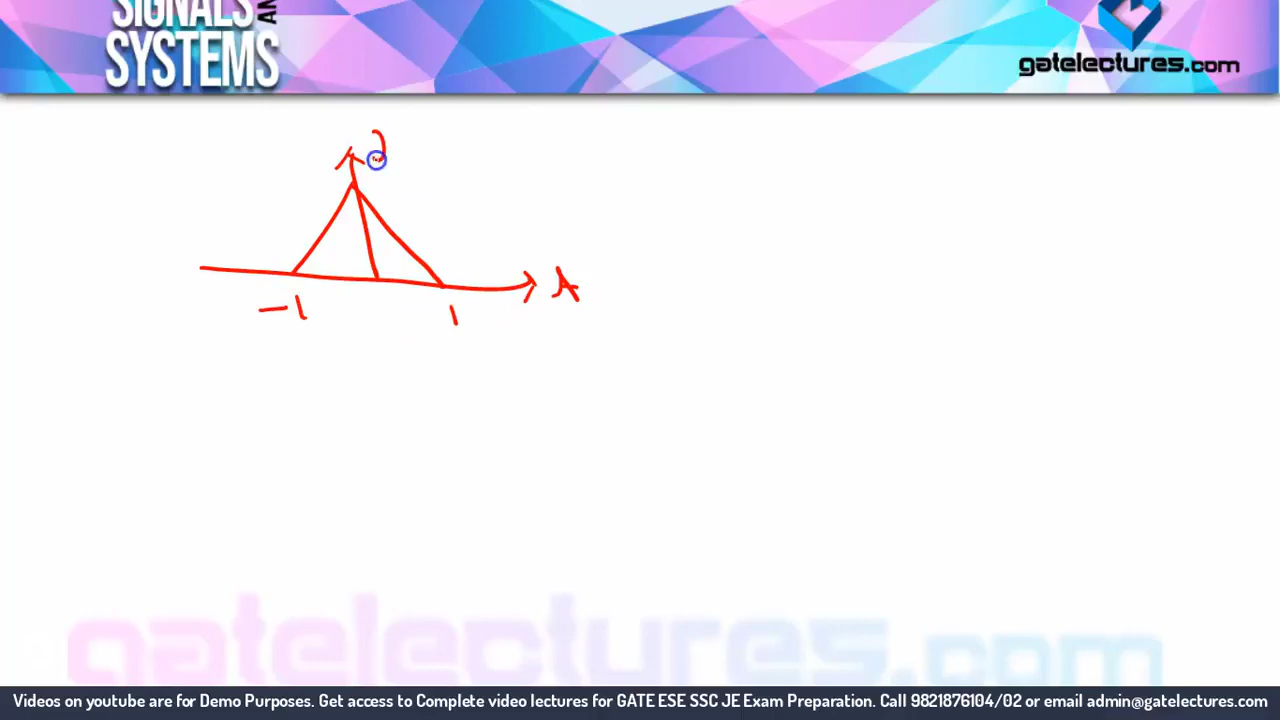 SIGNALS AN
SYSTEMS
gatelectures.com
-1
1
gatelectures.com
Videos on youtube are for Demo Purposes. Get access to Complete video lectures for GATE ESE SSC JE Exam Preparation. Call 9821876104/02 or email admin@gatelectures.com